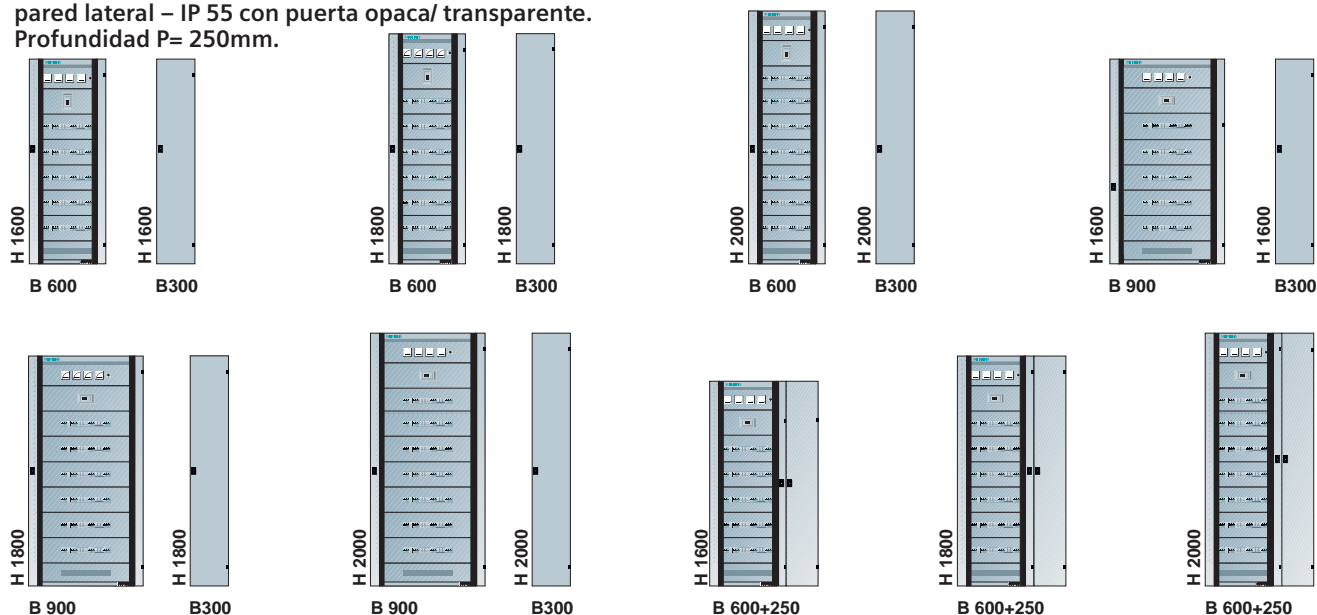 pared lateral – IP 55 con puerta opaca/ transparente.
Profundidad P= 250mm.
H 1600
B 600
H 1600
B300
H 1800
B 600
H 1800
B300
H 2000
B 600
H 2000
B300
H 1600
B 900
H 1600
B300
H 1800
B 900
H 1800
B300
H 2000
B 900
H 2000
B300
H 1600
B 600+250
H 1800
B 600+250
H 2000
B 600+250